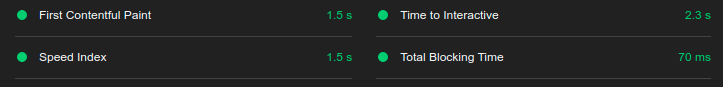 First Contentful Paint 1.5 s
Time to Interactive 2.3 s
Speed Index 1.5 s
Total Blocking Time 70 ms